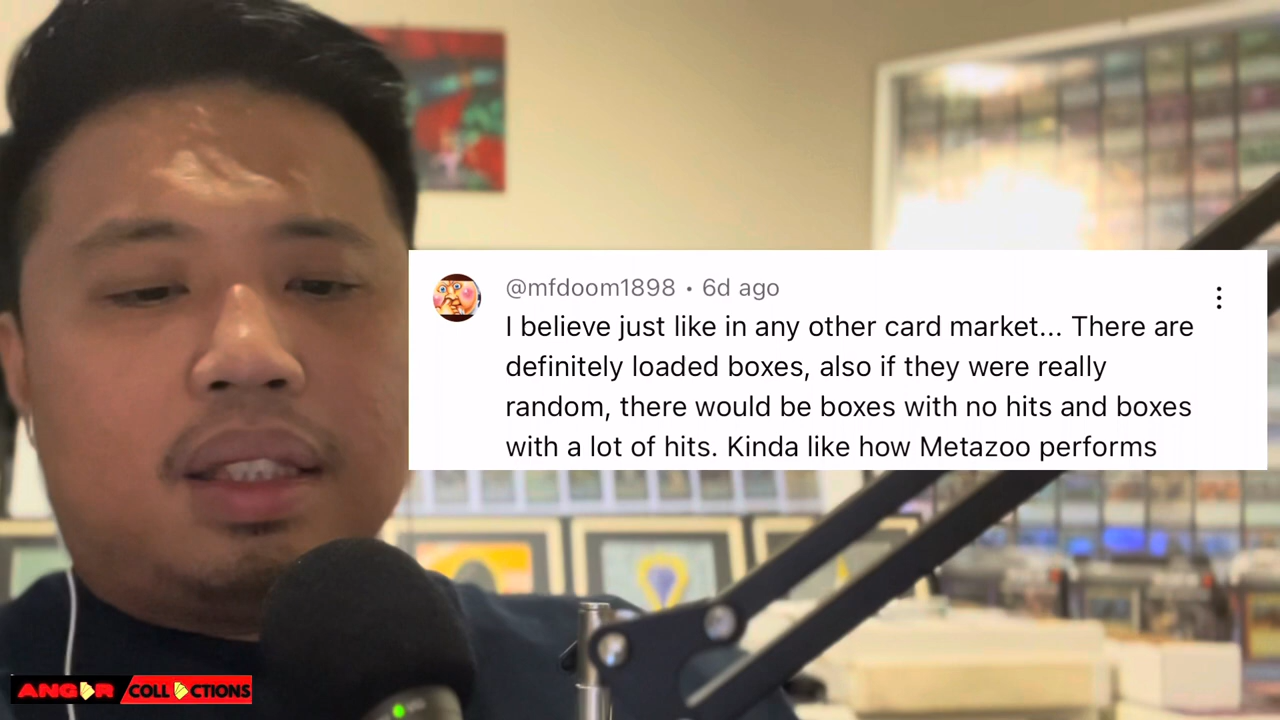 @mfdoom1898 • 6d ago
I believe just like in any other card market... There are
definitely loaded boxes, also if they were really
random, there would be boxes with no hits and boxes
with a lot of hits. Kinda like how Metazoo performs
ANGOR COLLECTIONS